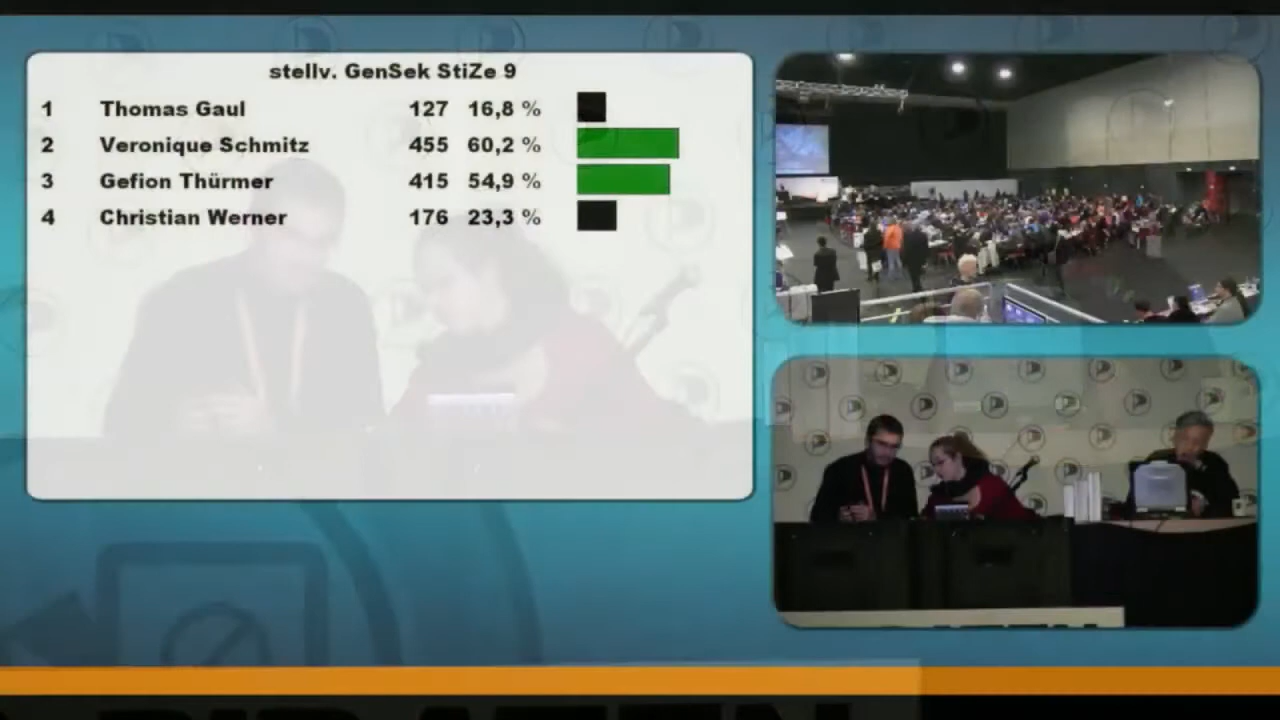 stellv. GenSek StiZe 9
1 Thomas Gaul 127 16,8 %
2 Veronique Schmitz 455 60,2 %
3 Gefion Thürmer 415 54,9 %
4 Christian Werner 176 23,3 %